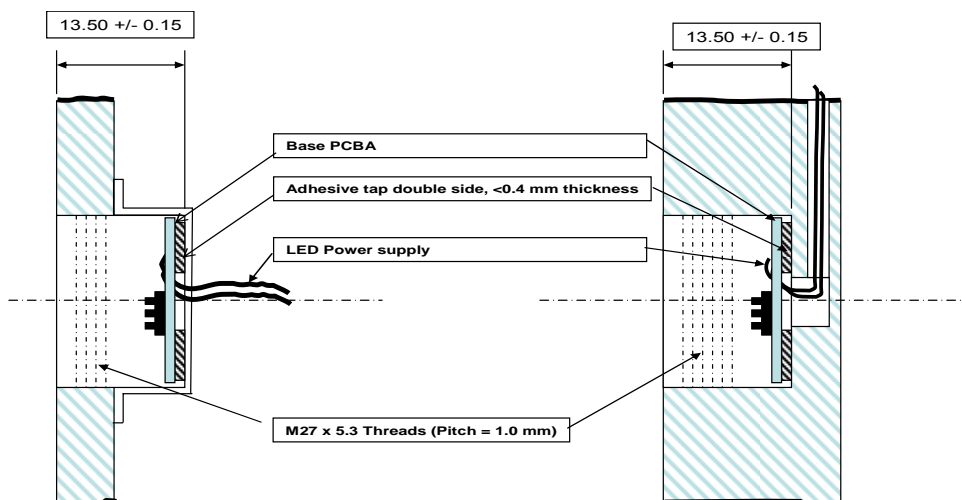 13.50 +/- 0.15
13.50 +/- 0.15
Base PCBA
Adhesive tap double side, <0.4 mm thickness
LED Power supply
M27 x 5.3 Threads (Pitch = 1.0 mm)